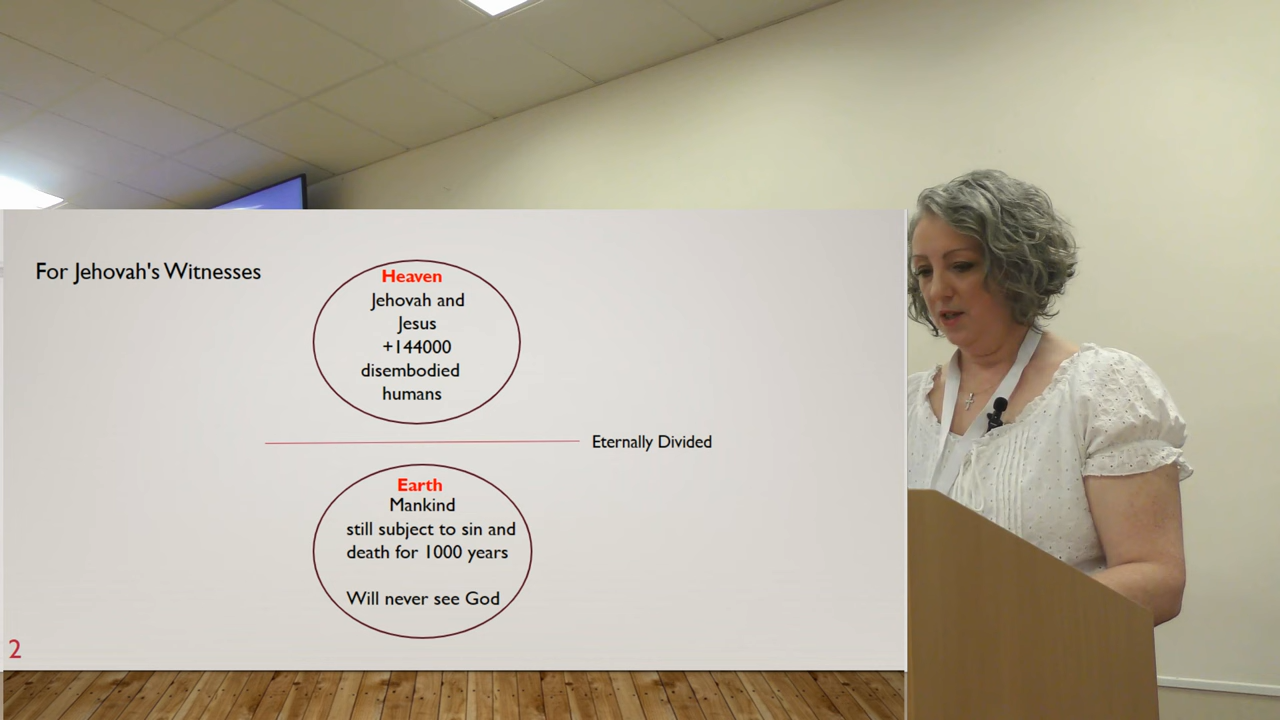 For Jehovah's Witnesses
Heaven
Jehovah and
Jesus
+144000
disembodied
humans
Eternally Divided
Earth
Mankind
still subject to sin and
death for 1000 years
Will never see God
2